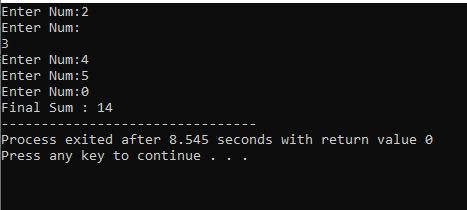 Enter Num:2
Enter Num:
3
Enter Num:4
Enter Num:5
Enter Num:0
Final Sum : 14
--------------------------------
Process exited after 8.545 seconds with return value 0
Press any key to continue . . .